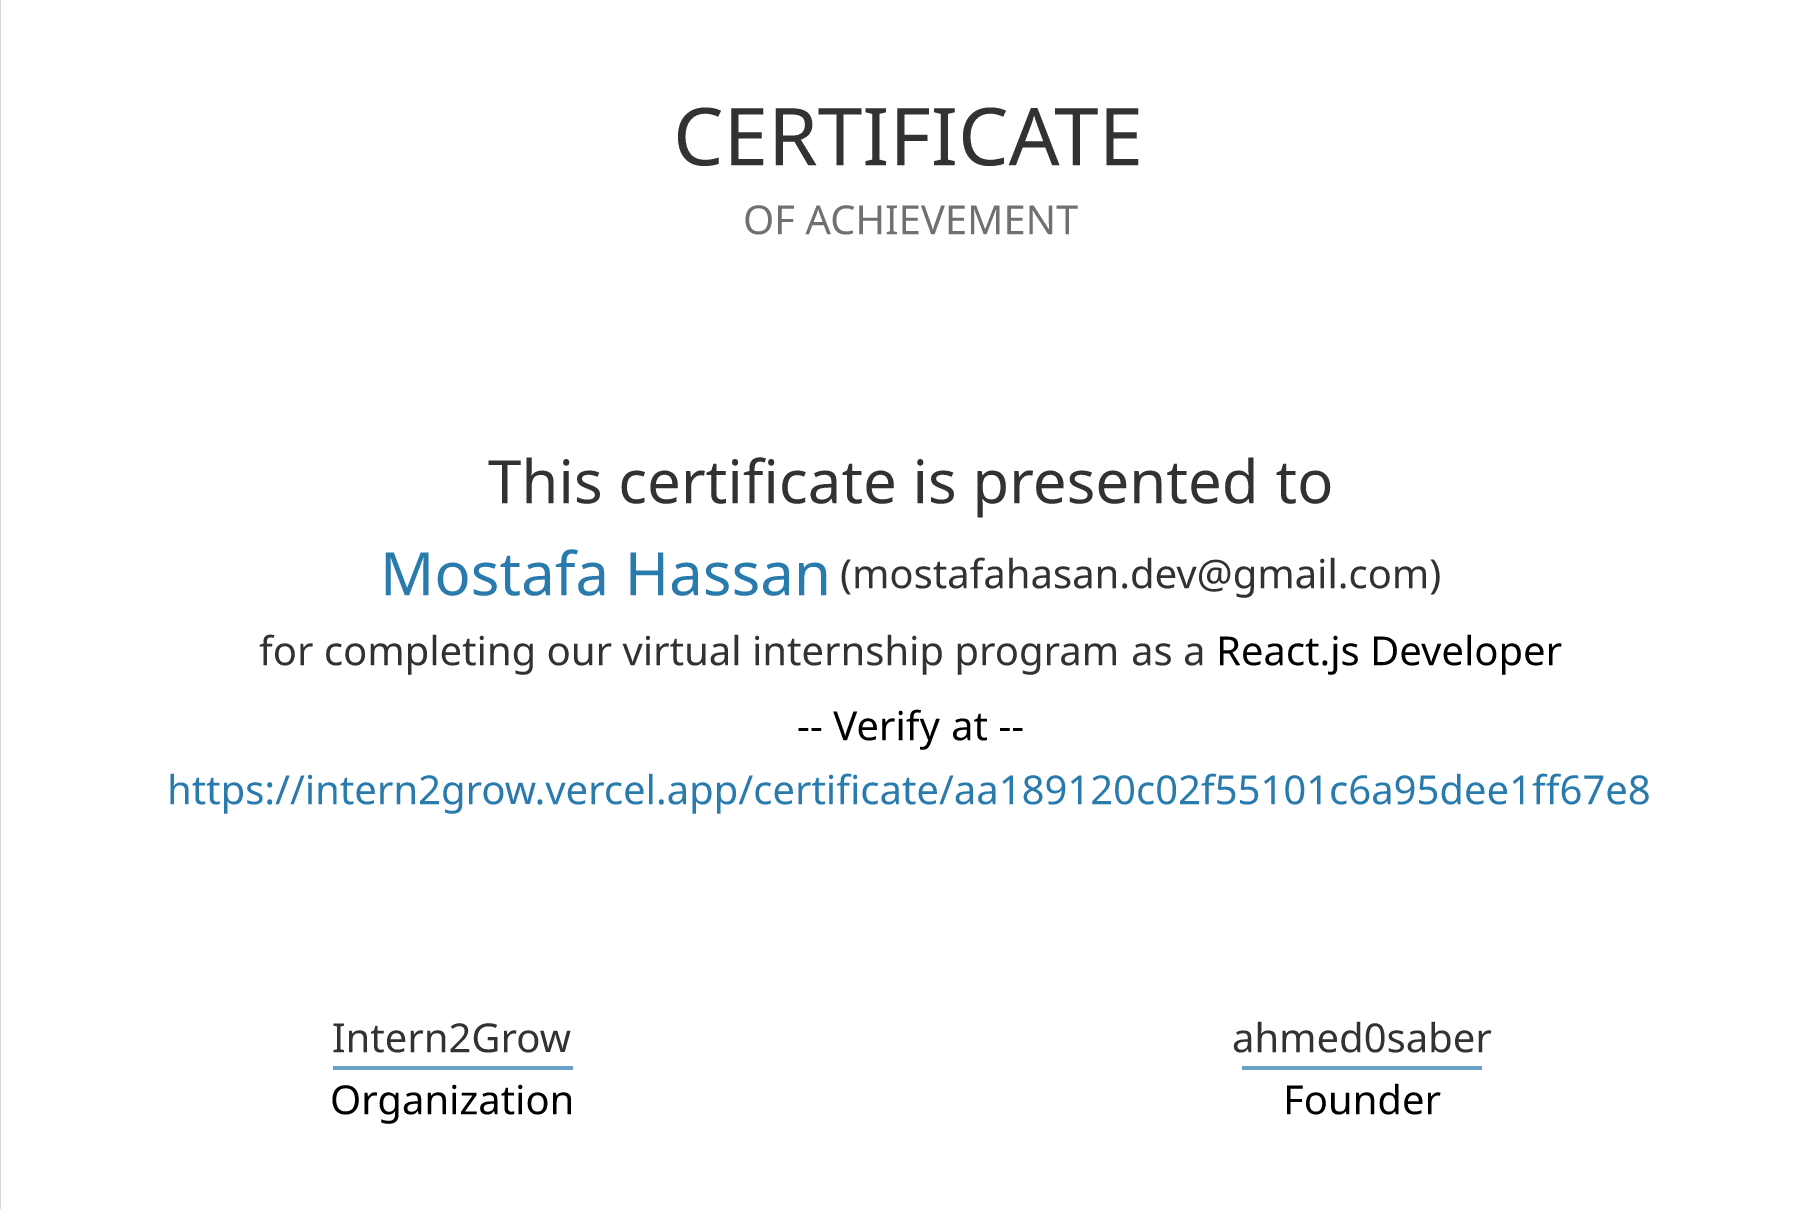 CERTIFICATE
OF ACHIEVEMENT
This certificate is presented to
Mostafa Hassan (mostafahasan.dev@gmail.com)
for completing our virtual internship program as a React.js Developer
-- Verify at --
https://intern2grow.vercel.app/certificate/aa189120c02f55101c6a95dee1ff67e8
Intern2Grow
Organization
ahmed0saber
Founder